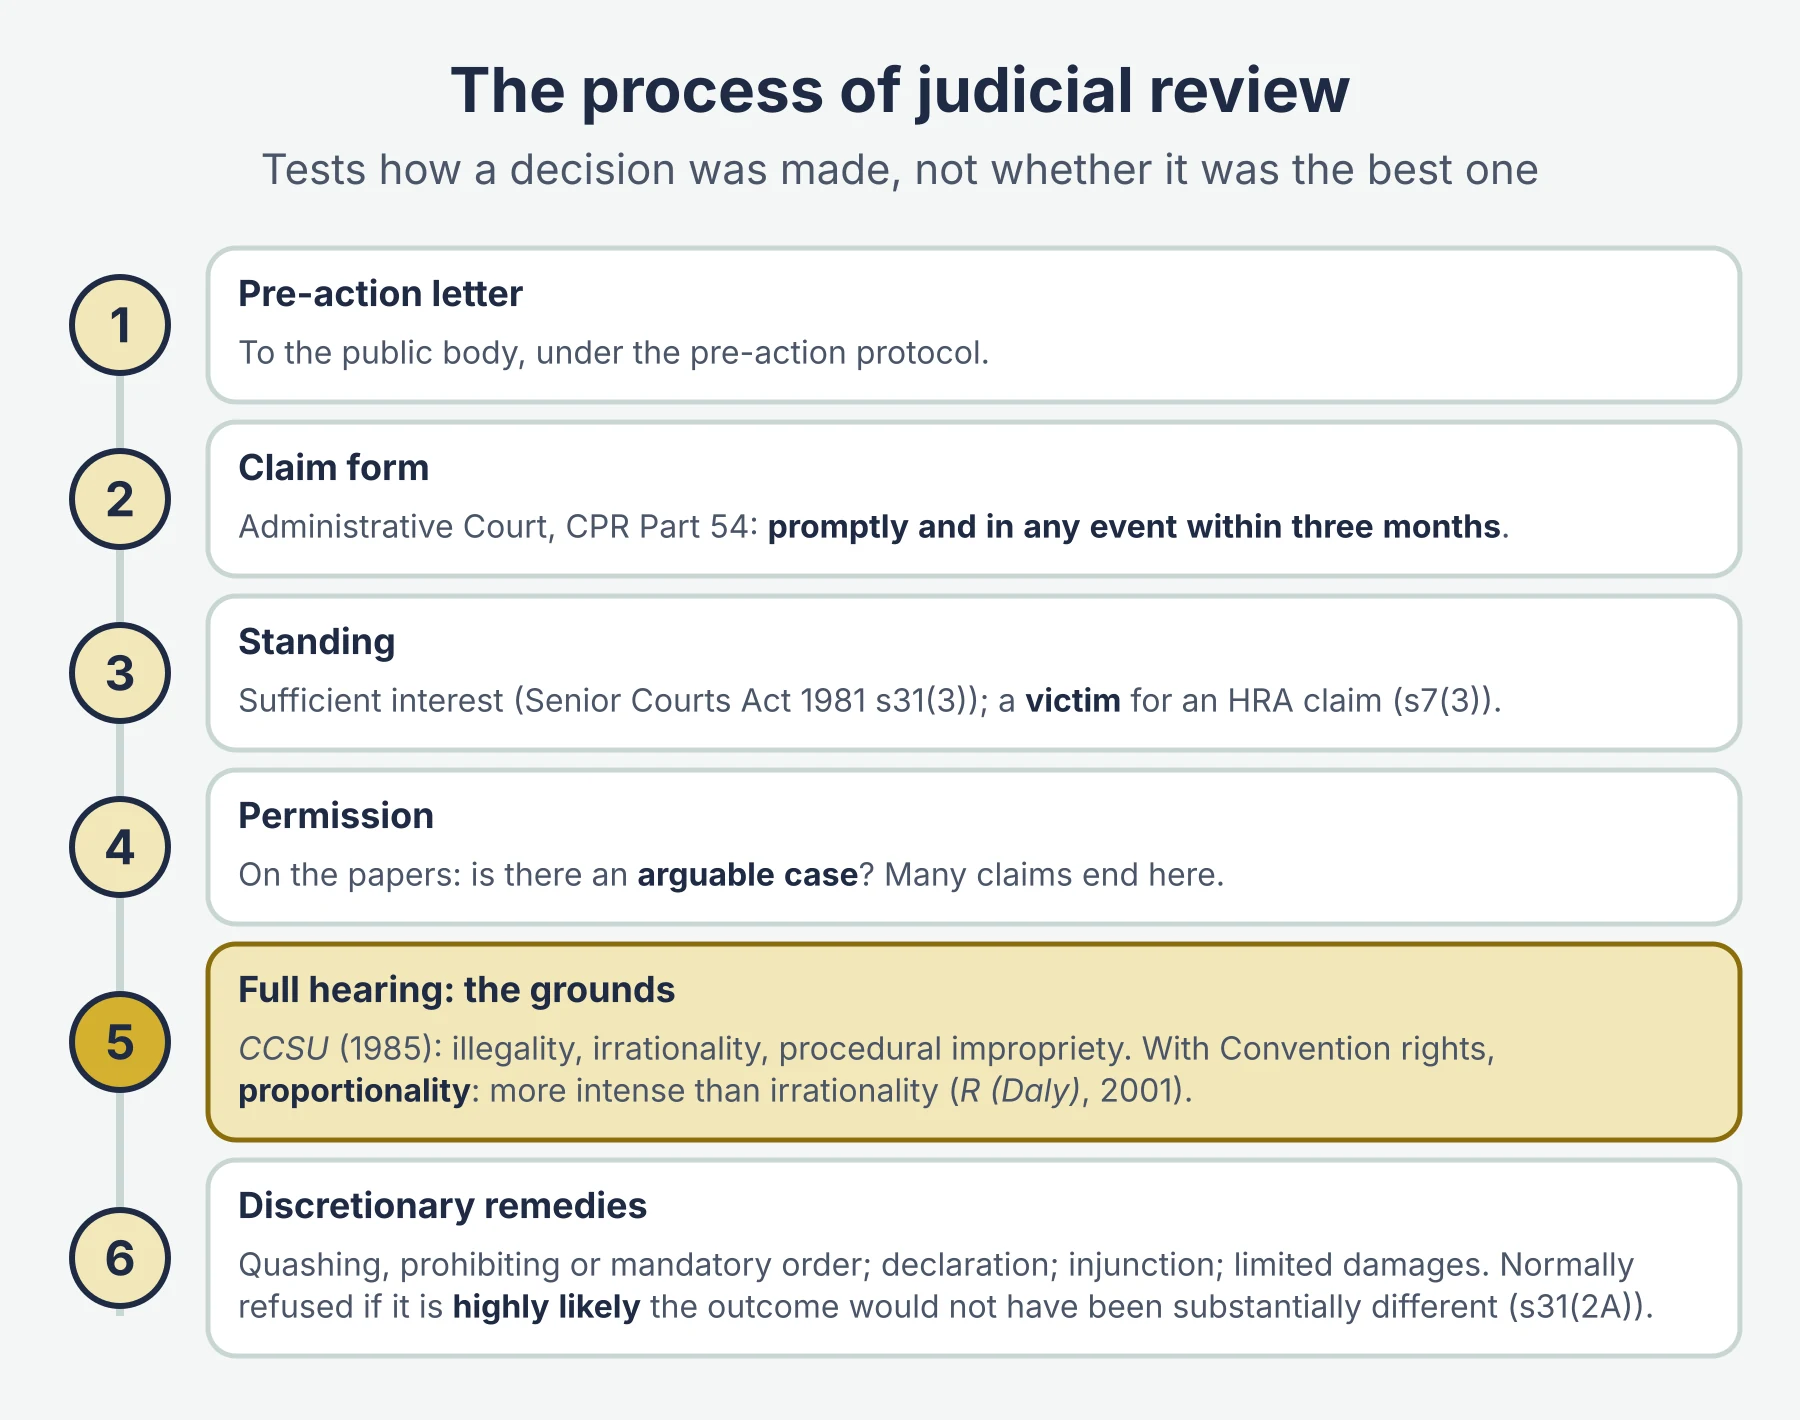 The process of judicial review
Tests how a decision was made, not whether it was the best one
1
Pre-action letter
To the public body, under the pre-action protocol.
2
Claim form
Administrative Court, CPR Part 54: promptly and in any event within three months.
3
Standing
Sufficient interest (Senior Courts Act 1981 s31(3)); a victim for an HRA claim (s7(3)).
4
Permission
On the papers: is there an arguable case? Many claims end here.
5
Full hearing: the grounds
CCSU (1985): illegality, irrationality, procedural impropriety. With Convention rights,
proportionality: more intense than irrationality (R (Daly), 2001).
6
Discretionary remedies
Quashing, prohibiting or mandatory order; declaration; injunction; limited damages. Normally
refused if it is highly likely the outcome would not have been substantially different (s31(2A)).